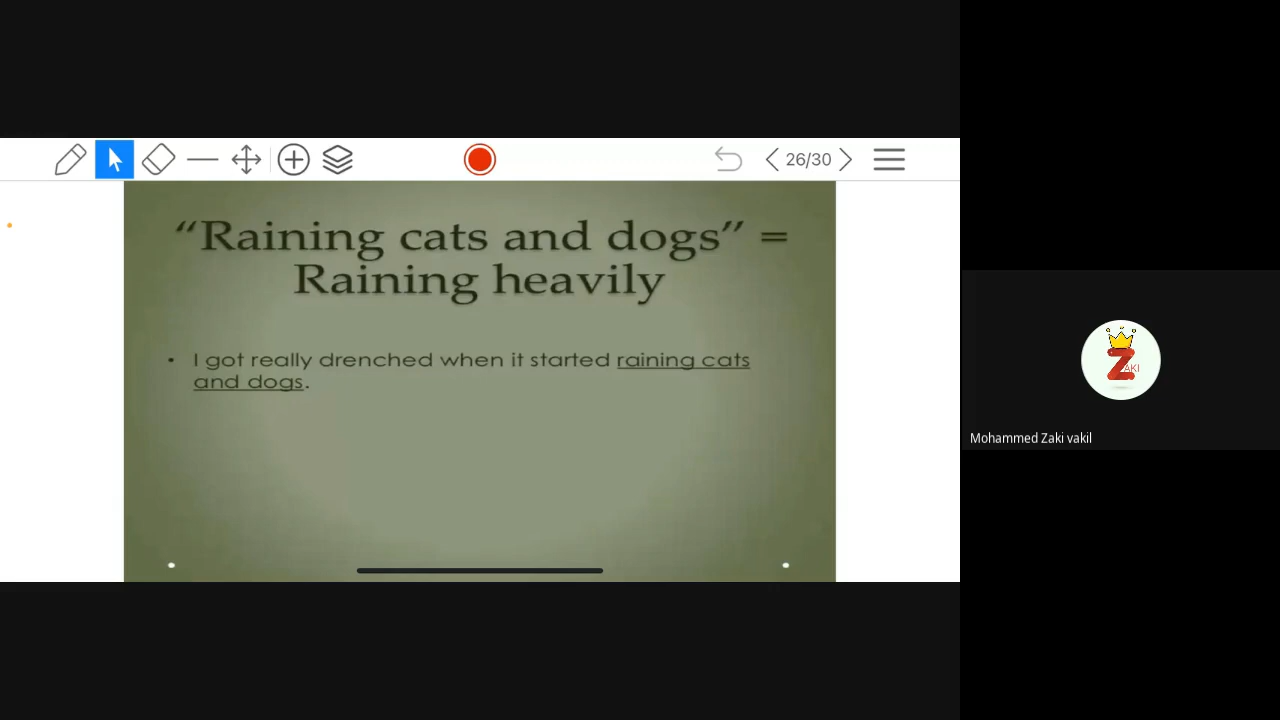 26/30
“Raining cats and dogs” =
Raining heavily
• I got really drenched when it started raining cats
and dogs.
ZAKI
Mohammed Zaki vakil